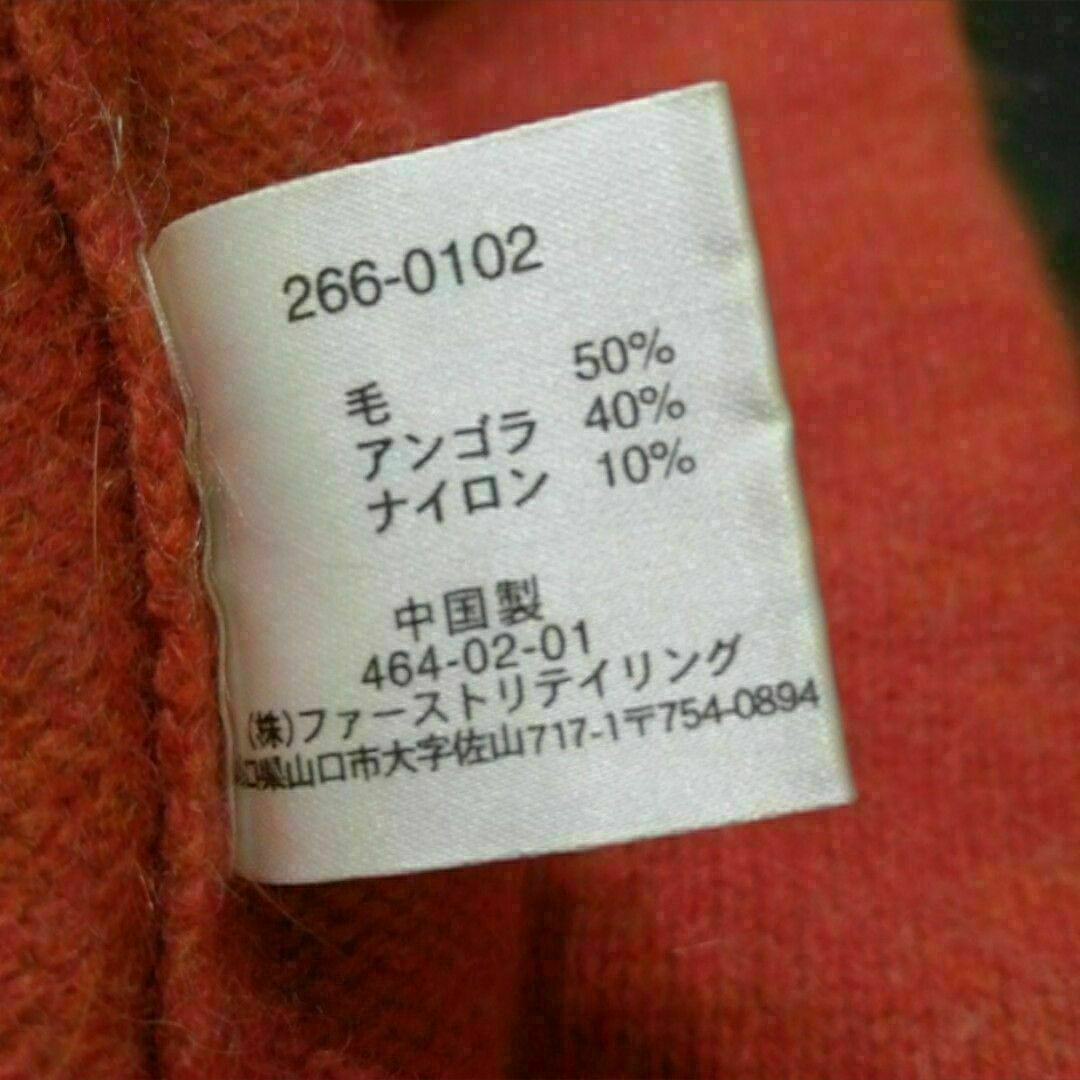 266-0102
毛 50%
アンゴラ 40%
ナイロン 10%
中国製
464-02-01
(株)ファーストリテイリング
口県山口市大字佐山717-1〒754-0894